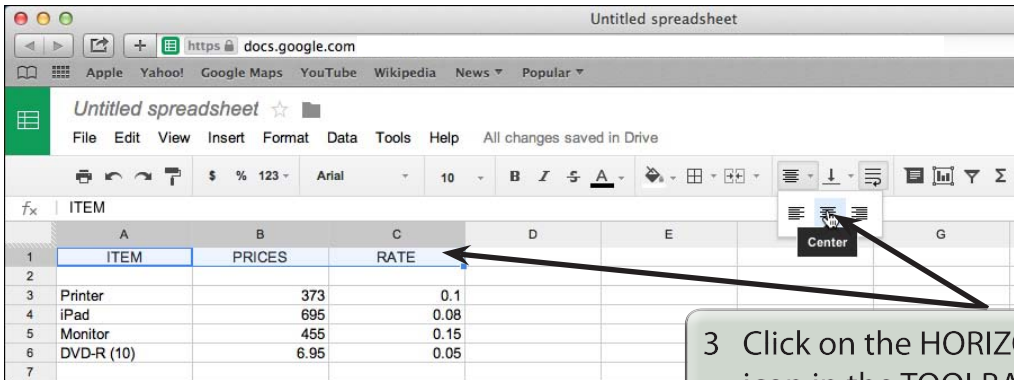 Untitled spreadsheet
https docs.google.com
Apple Yahoo! Google Maps YouTube Wikipedia News Popular
Untitled spreadsheet
File Edit View Insert Format Data Tools Help All changes saved in Drive
$ % 123 Arial 10 B I S A Σ
fx ITEM
Center
A B C D E G
1 ITEM PRICES RATE
2
3 Printer 373 0.1
4 iPad 695 0.08
5 Monitor 455 0.15
6 DVD-R (10) 6.95 0.05
7
3 Click on the